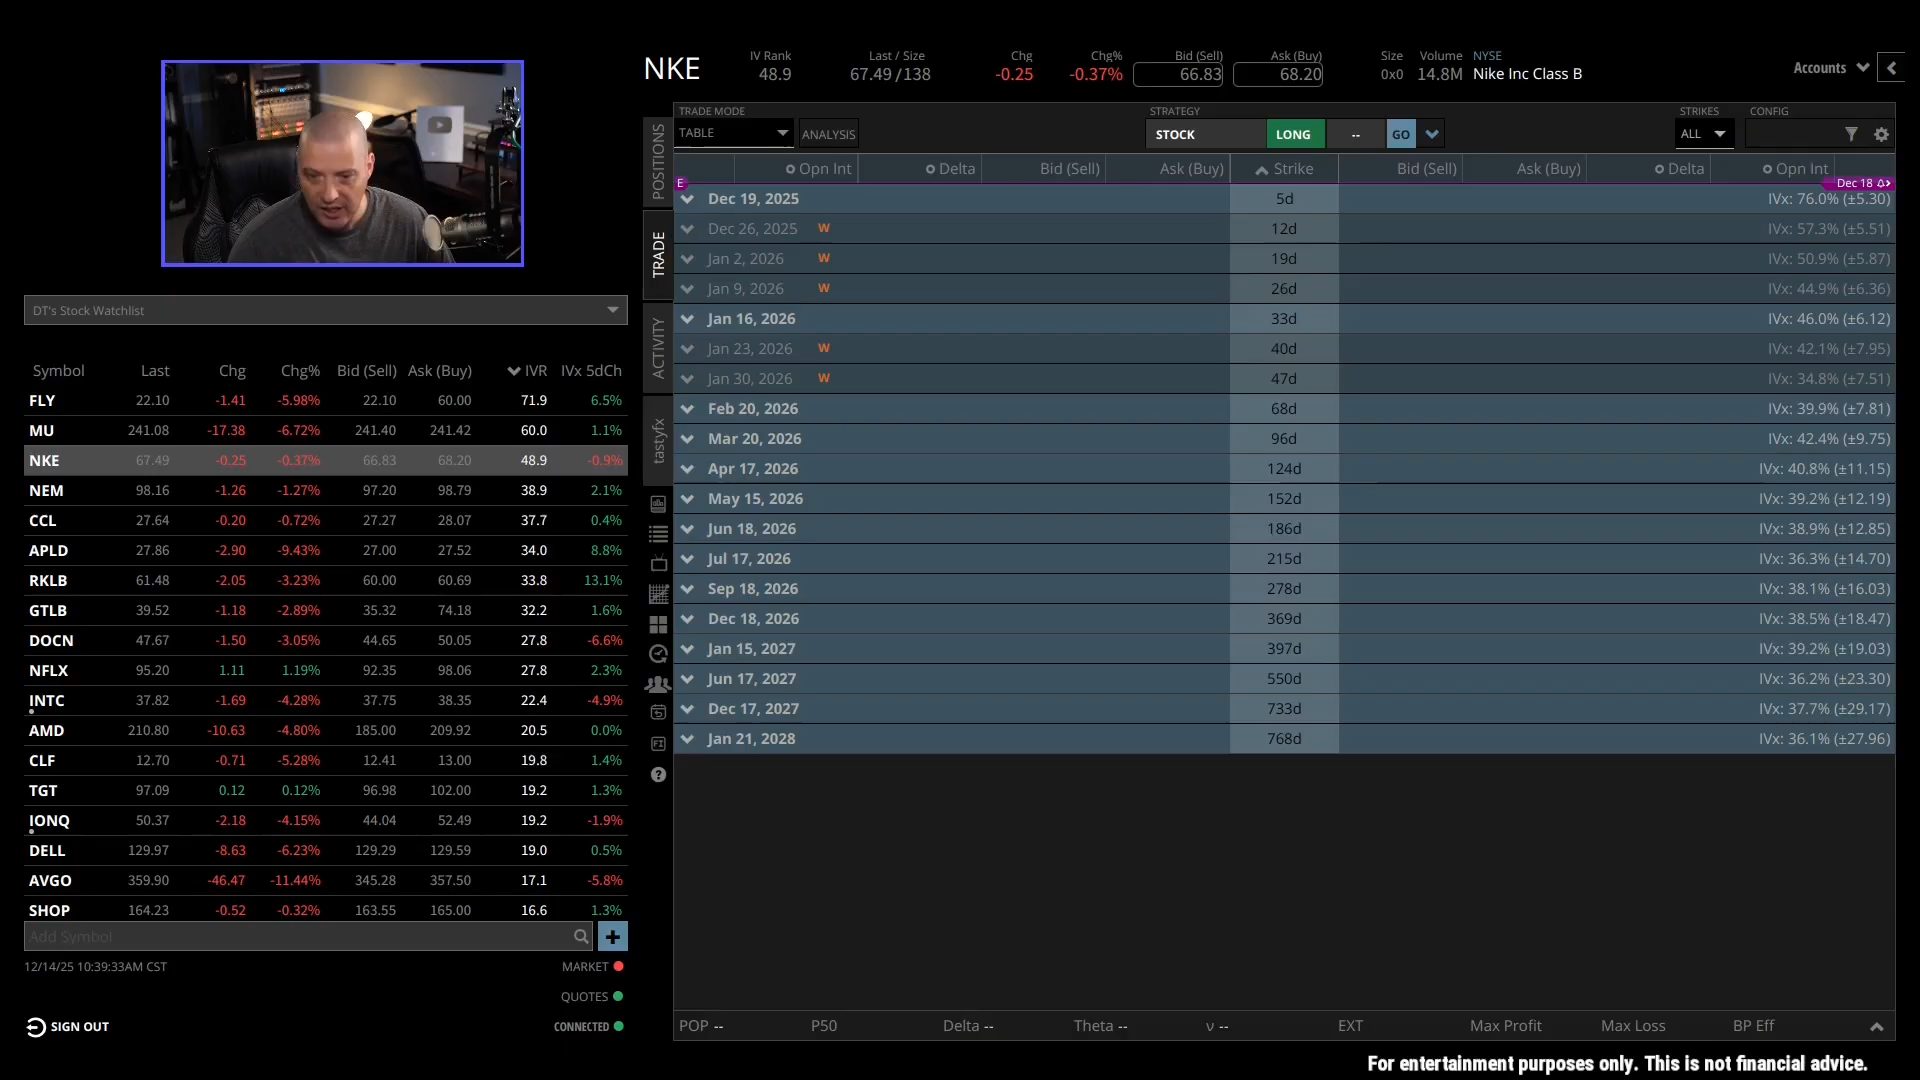 NKE
IV Rank
48.9
Last / Size
67.49 / 138
Chg
-0.25
Chg%
-0.37%
Bid (Sell)
66.83
Ask (Buy)
68.20
Size
0x0
Volume
14.8M
NYSE
Nike Inc Class B
Accounts
TRADE MODE
TABLE
ANALYSIS
STRATEGY
STOCK LONG -- GO
STRIKES
ALL
CONFIG
POSITIONS
TRADE
ACTIVITY
tastyfx
FI
Opn Int Delta Bid (Sell) Ask (Buy) Strike Bid (Sell) Ask (Buy) Delta Opn Int
E
Dec 18
Dec 19, 2025 5d IVx: 76.0% (±5.30)
Dec 26, 2025 W 12d IVx: 57.3% (±5.51)
Jan 2, 2026 W 19d IVx: 50.9% (±5.87)
Jan 9, 2026 W 26d IVx: 44.9% (±6.36)
Jan 16, 2026 33d IVx: 46.0% (±6.12)
Jan 23, 2026 W 40d IVx: 42.1% (±7.95)
Jan 30, 2026 W 47d IVx: 34.8% (±7.51)
Feb 20, 2026 68d IVx: 39.9% (±7.81)
Mar 20, 2026 96d IVx: 42.4% (±9.75)
Apr 17, 2026 124d IVx: 40.8% (±11.15)
May 15, 2026 152d IVx: 39.2% (±12.19)
Jun 18, 2026 186d IVx: 38.9% (±12.85)
Jul 17, 2026 215d IVx: 36.3% (±14.70)
Sep 18, 2026 278d IVx: 38.1% (±16.03)
Dec 18, 2026 369d IVx: 38.5% (±18.47)
Jan 15, 2027 397d IVx: 39.2% (±19.03)
Jun 17, 2027 550d IVx: 36.2% (±23.30)
Dec 17, 2027 733d IVx: 37.7% (±29.17)
Jan 21, 2028 768d IVx: 36.1% (±27.96)
DT's Stock Watchlist
Symbol Last Chg Chg% Bid (Sell) Ask (Buy) IVR IVx 5dCh
FLY 22.10 -1.41 -5.98% 22.10 60.00 71.9 6.5%
MU 241.08 -17.38 -6.72% 241.40 241.42 60.0 1.1%
NKE 67.49 -0.25 -0.37% 66.83 68.20 48.9 -0.9%
NEM 98.16 -1.26 -1.27% 97.20 98.79 38.9 2.1%
CCL 27.64 -0.20 -0.72% 27.27 28.07 37.7 0.4%
APLD 27.86 -2.90 -9.43% 27.00 27.52 34.0 8.8%
RKLB 61.48 -2.05 -3.23% 60.00 60.69 33.8 13.1%
GTLB 39.52 -1.18 -2.89% 35.32 74.18 32.2 1.6%
DOCN 47.67 -1.50 -3.05% 44.65 50.05 27.8 -6.6%
NFLX 95.20 1.11 1.19% 92.35 98.06 27.8 2.3%
INTC 37.82 -1.69 -4.28% 37.75 38.35 22.4 -4.9%
AMD 210.80 -10.63 -4.80% 185.00 209.92 20.5 0.0%
CLF 12.70 -0.71 -5.28% 12.41 13.00 19.8 1.4%
TGT 97.09 0.12 0.12% 96.98 102.00 19.2 1.3%
IONQ 50.37 -2.18 -4.15% 44.04 52.49 19.2 -1.9%
DELL 129.97 -8.63 -6.23% 129.29 129.59 19.0 0.5%
AVGO 359.90 -46.47 -11.44% 345.28 357.50 17.1 -5.8%
SHOP 164.23 -0.52 -0.32% 163.55 165.00 16.6 1.3%
Add Symbol
12/14/25 10:39:33AM CST
MARKET
QUOTES
SIGN OUT
CONNECTED
POP -- P50 Delta -- Theta -- ν -- EXT Max Profit Max Loss BP Eff
For entertainment purposes only. This is not financial advice.